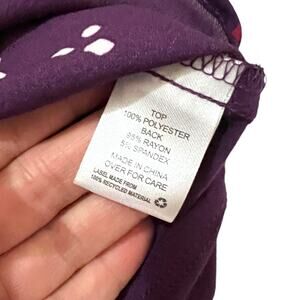 TOP
100% POLYESTER
BACK
95% RAYON
5% SPANDEX
MADE IN CHINA
OVER FOR CARE
LABEL MADE FROM
100% RECYCLED MATERIAL